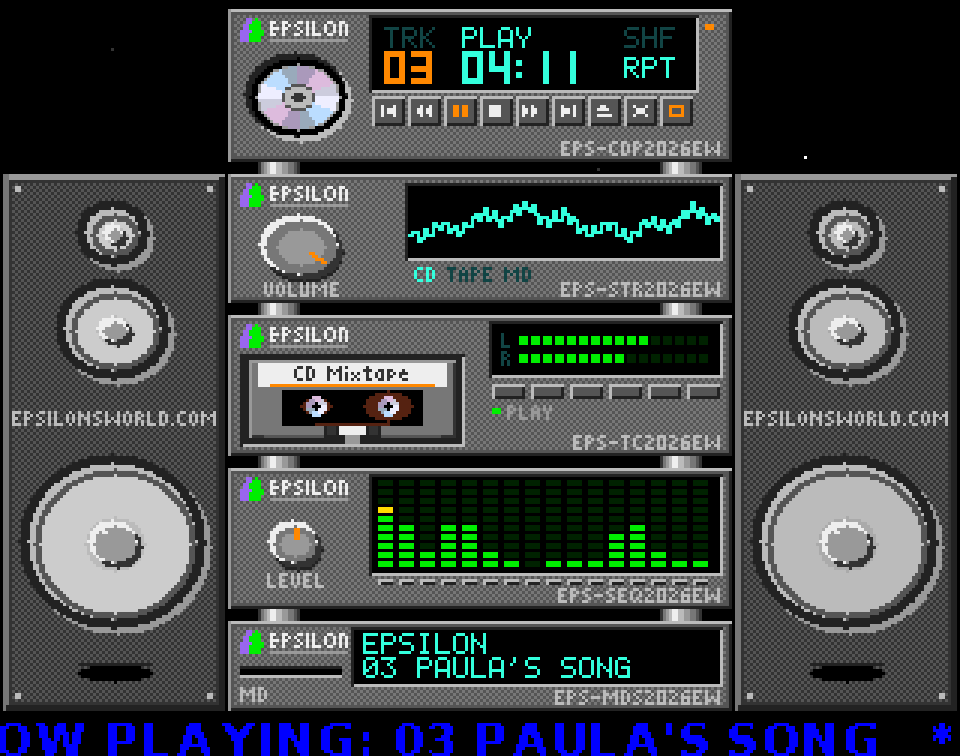 EPSILON
TRK PLAY SHF
03 04:11 RPT
EPS-CDP2026EW
EPSILON
VOLUME
CD TAPE MD
EPS-STR2026EW
EPSILON
CD Mixtape
L
R
PLAY
EPS-TC2026EW
EPSILONSWORLD.COM
EPSILONSWORLD.COM
EPSILON
LEVEL
EPS-SEQ2026EW
EPSILON
MD
EPSILON
03 PAULA'S SONG
EPS-MDS2026EW
OW PLAYING: 03 PAULA'S SONG *